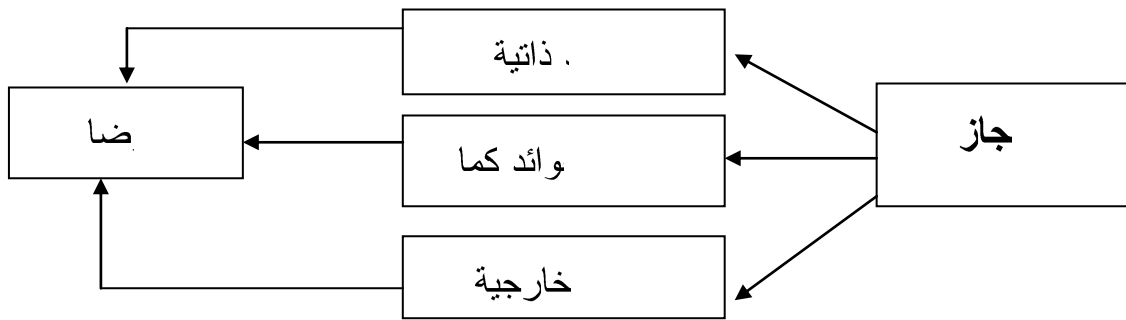 جاز
. ذاتية
وائد كما
خارجية
ضا